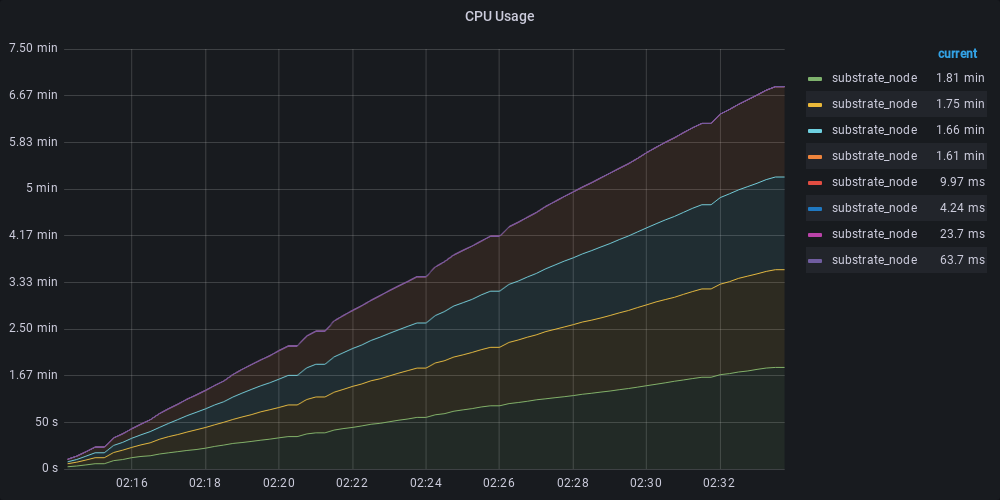 CPU Usage
7.50 min
6.67 min
5.83 min
5 min
4.17 min
3.33 min
2.50 min
1.67 min
50 s
0 s
02:16 02:18 02:20 02:22 02:24 02:26 02:28 02:30 02:32
current
substrate_node 1.81 min
substrate_node 1.75 min
substrate_node 1.66 min
substrate_node 1.61 min
substrate_node 9.97 ms
substrate_node 4.24 ms
substrate_node 23.7 ms
substrate_node 63.7 ms